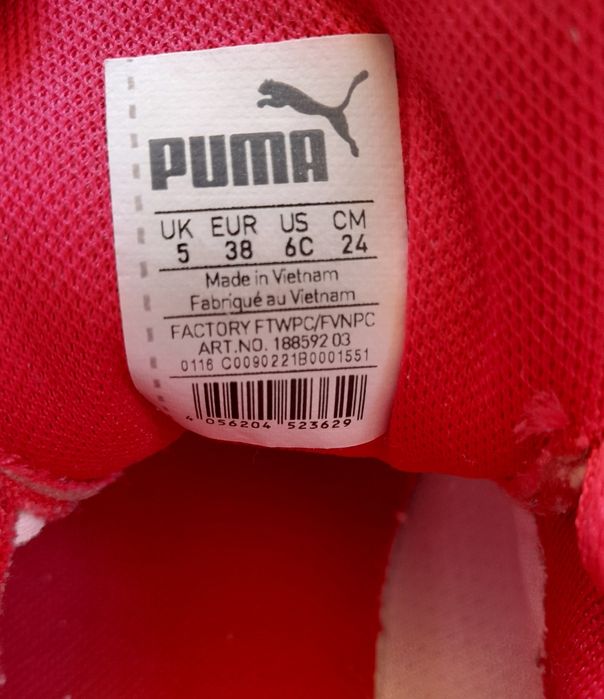 PUMA
UK EUR US CM
5 38 6C 24
Made in Vietnam
Fabriqué au Vietnam
FACTORY FTWPC/FVNPC
ART.NO. 188592 03
0116 C0090221B0001551
4 056204 523629